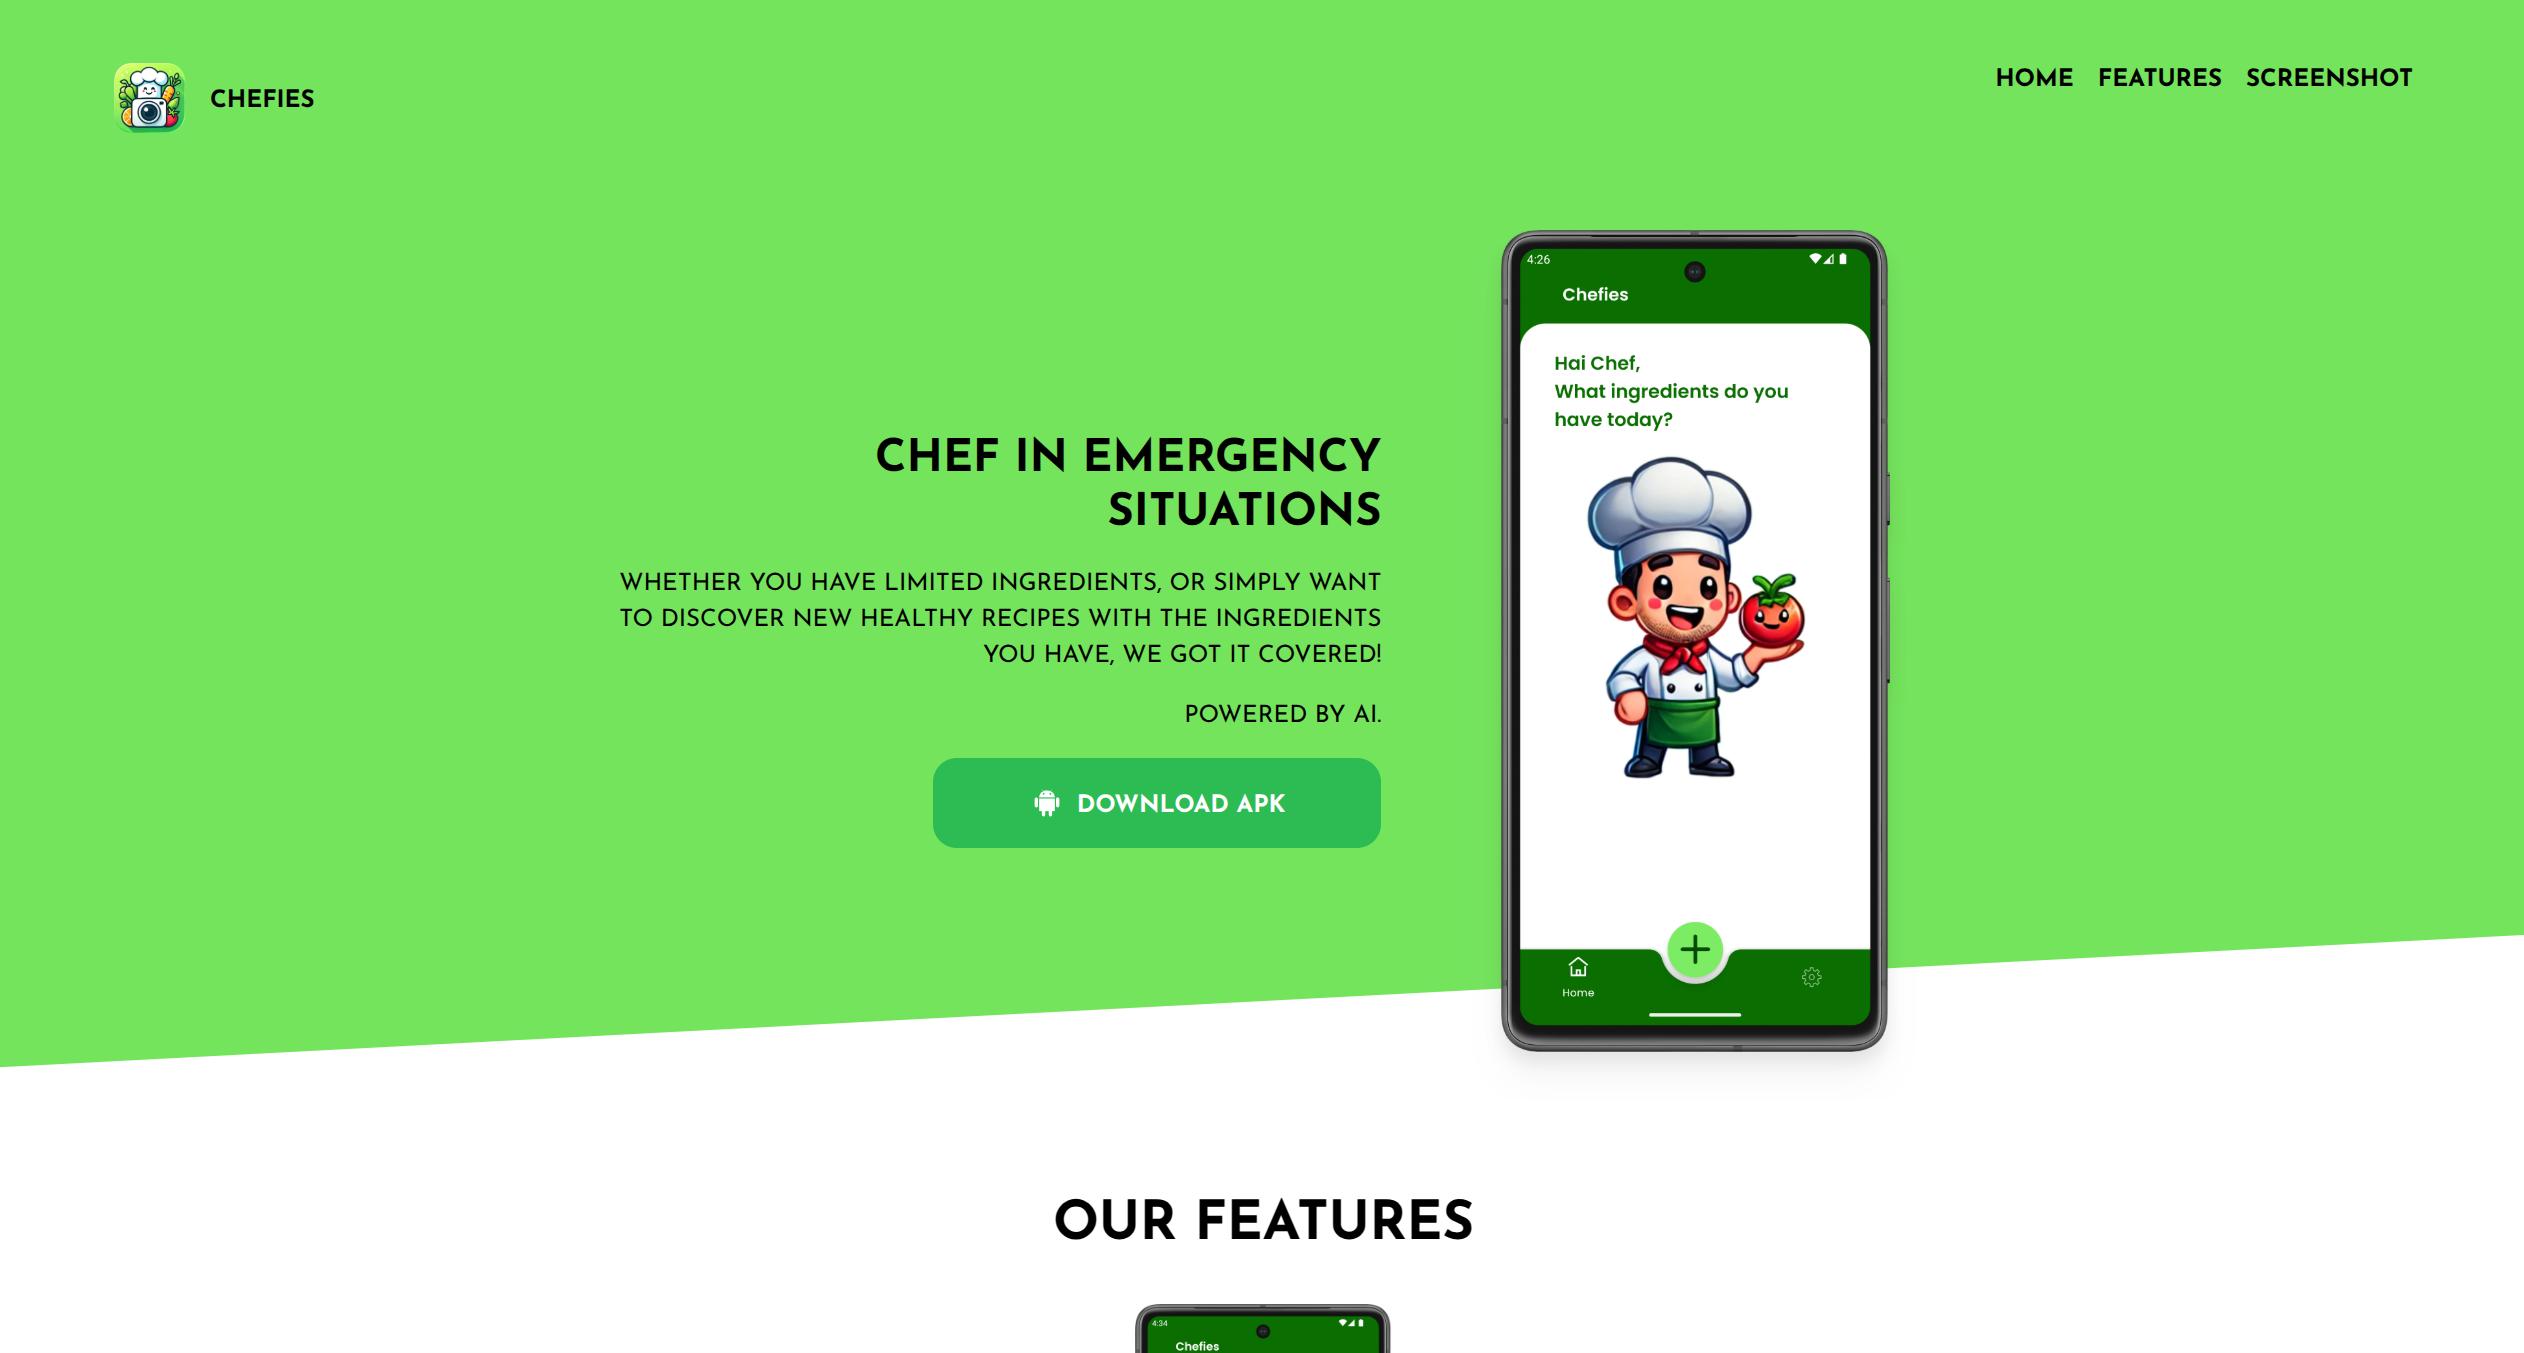 CHEFIES
HOME FEATURES SCREENSHOT
CHEF IN EMERGENCY
SITUATIONS
WHETHER YOU HAVE LIMITED INGREDIENTS, OR SIMPLY WANT
TO DISCOVER NEW HEALTHY RECIPES WITH THE INGREDIENTS
YOU HAVE, WE GOT IT COVERED!
POWERED BY AI.
DOWNLOAD APK
4:26
Chefies
Hai Chef,
What ingredients do you
have today?
Home
OUR FEATURES
4:34
Chefies